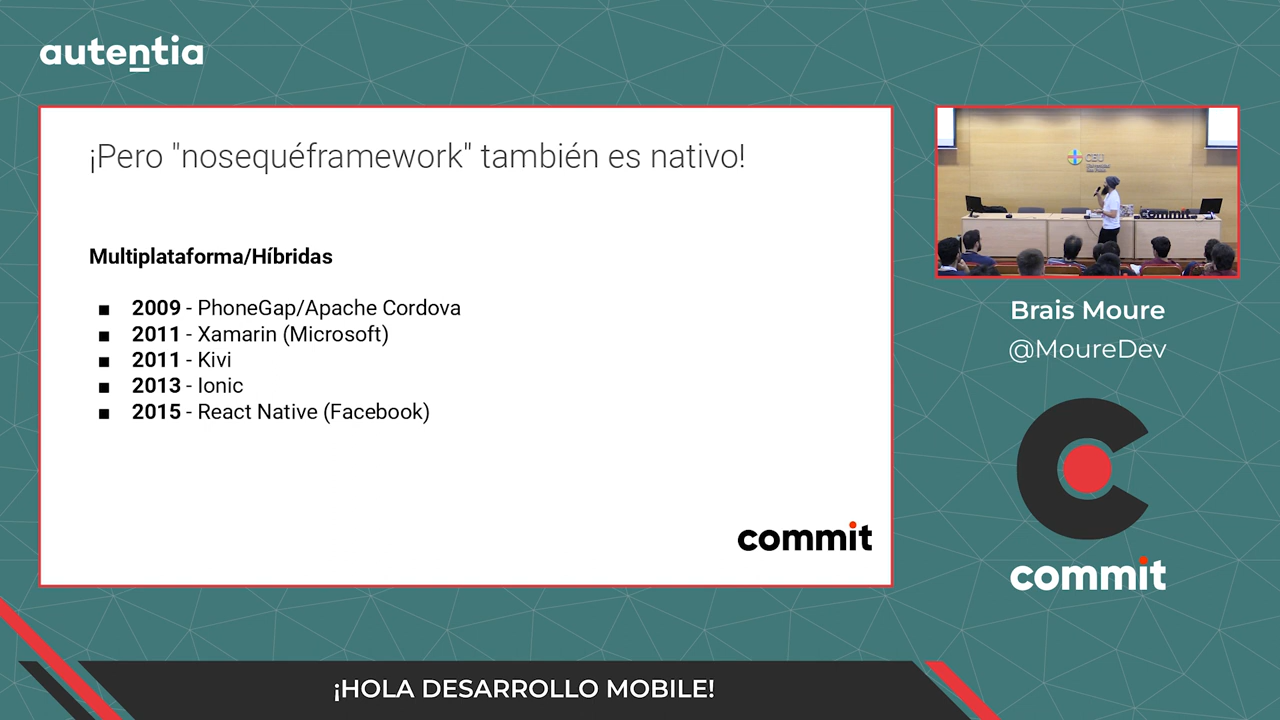 autentia
¡Pero "nosequéframework" también es nativo!
Multiplataforma/Híbridas
■ 2009 - PhoneGap/Apache Cordova
■ 2011 - Xamarin (Microsoft)
■ 2011 - Kivi
■ 2013 - Ionic
■ 2015 - React Native (Facebook)
commit
CEU
Brais Moure
@MoureDev
commit
¡HOLA DESARROLLO MOBILE!